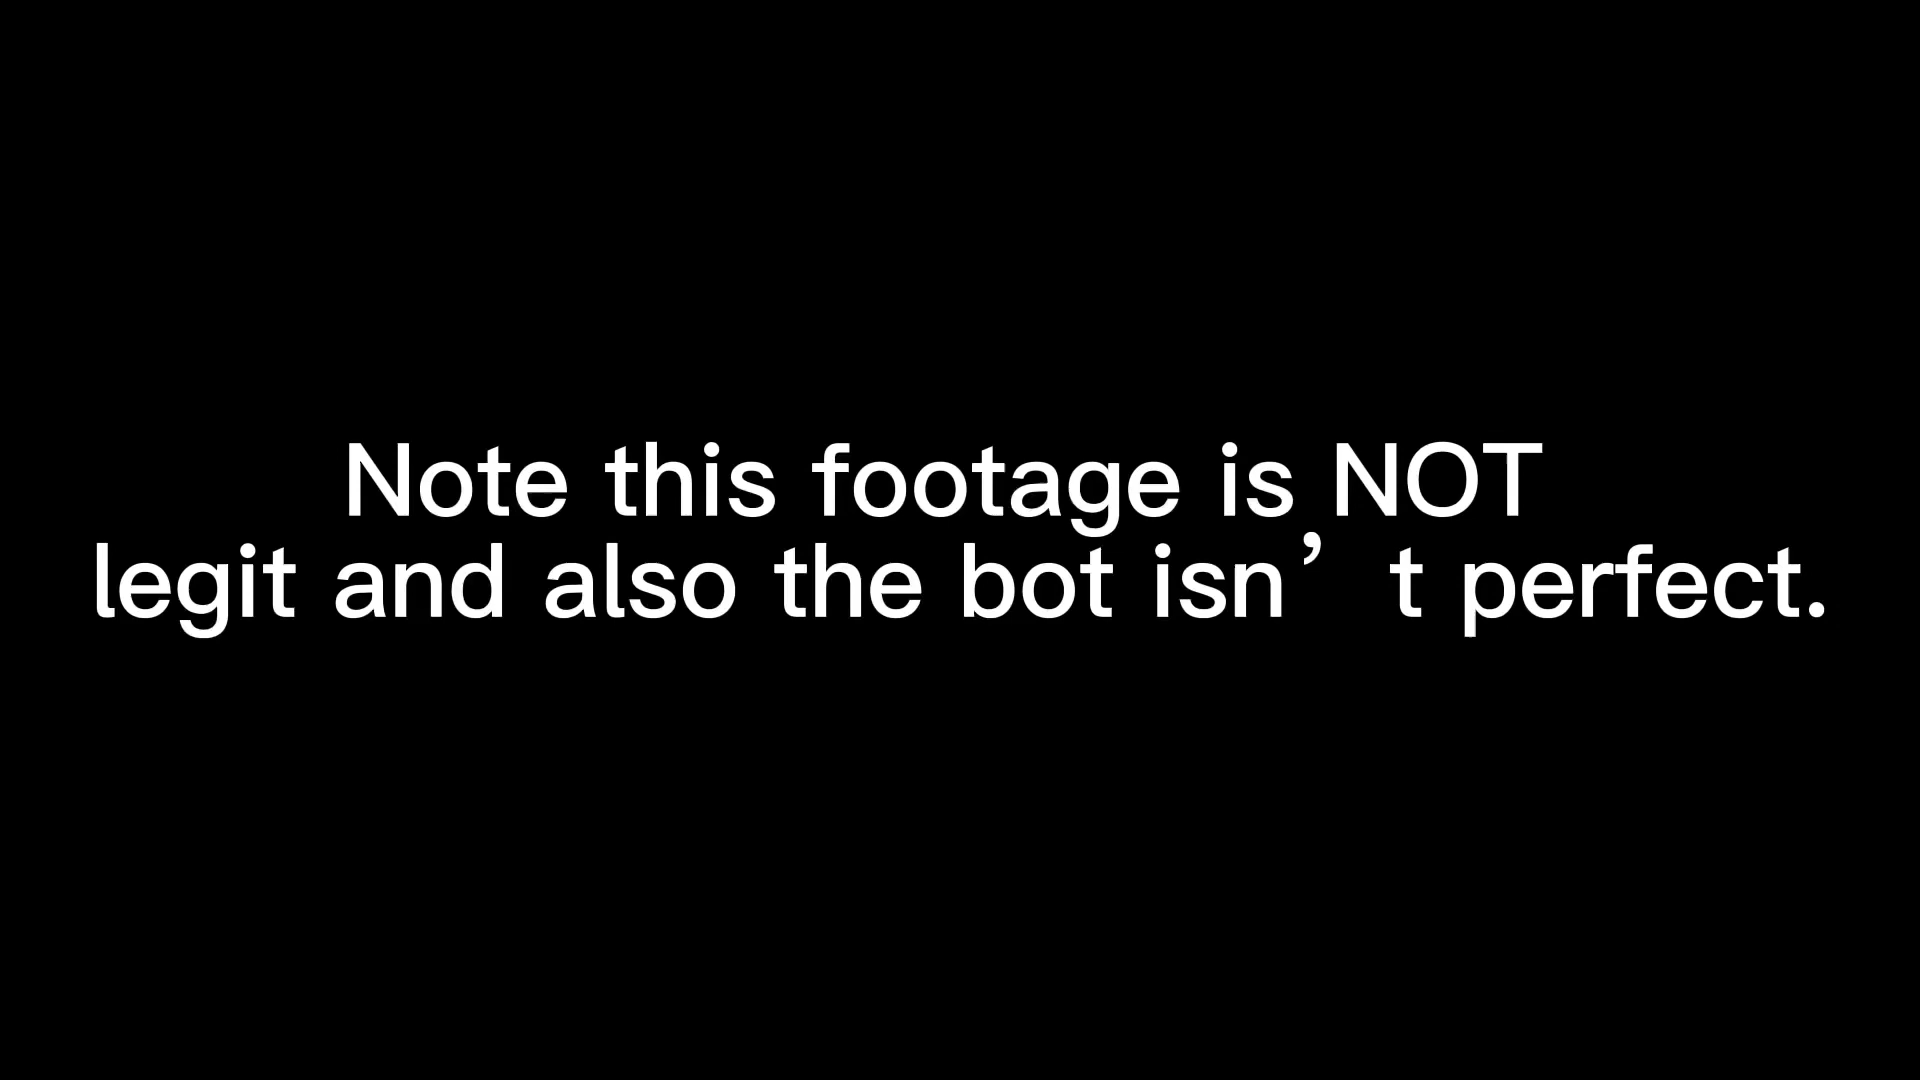 Note this footage is NOT
legit and also the bot isn’t perfect.